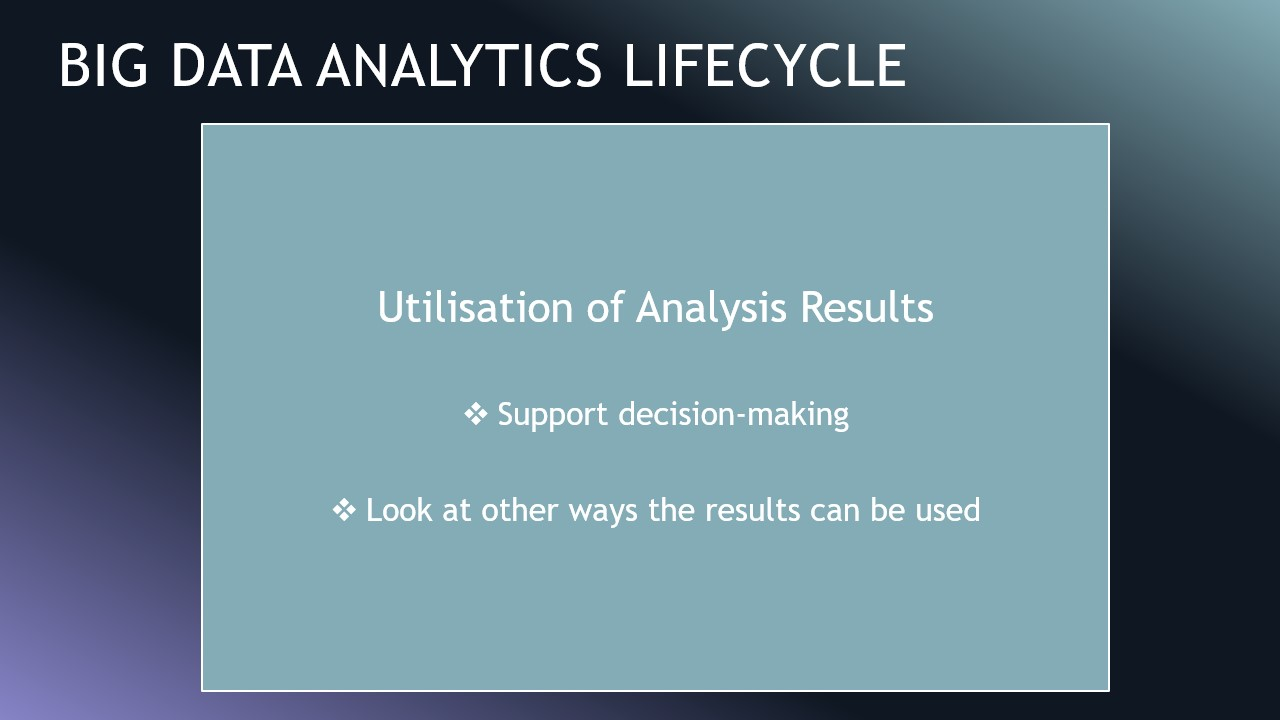 BIG DATA ANALYTICS LIFECYCLE
Utilisation of Analysis Results
❖ Support decision-making
❖ Look at other ways the results can be used